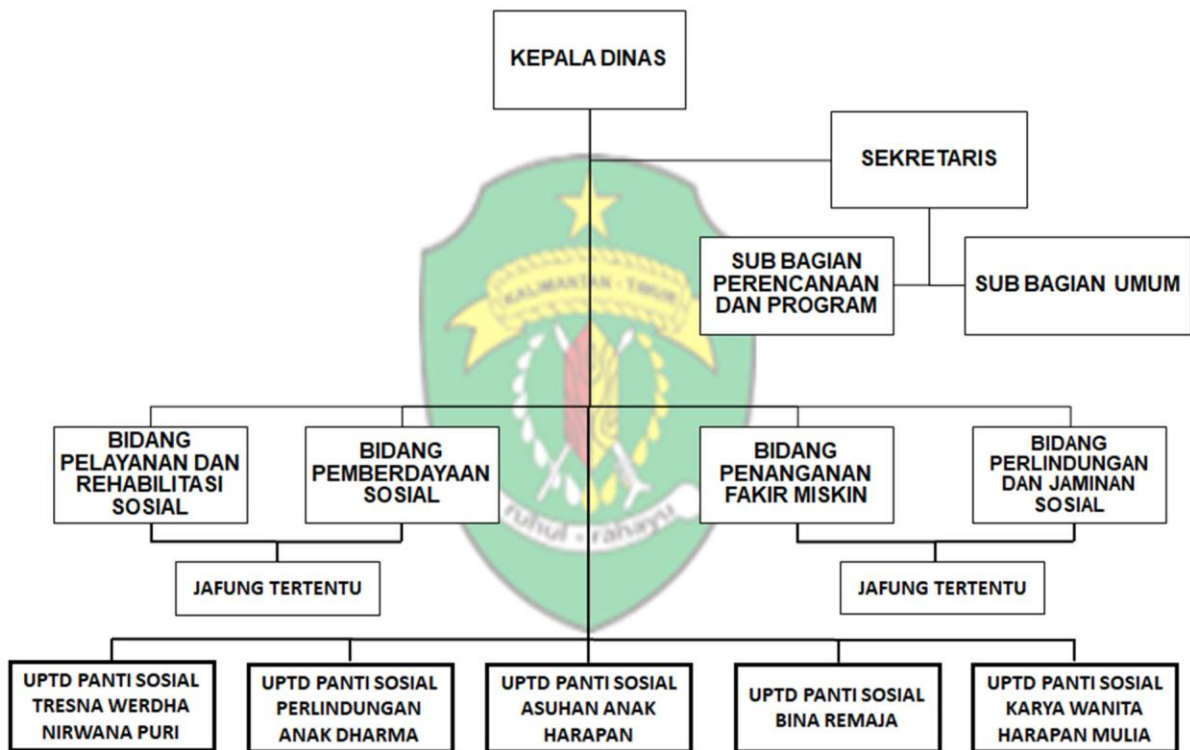 KEPALA DINAS
SEKRETARIS
SUB BAGIAN
PERENCANAAN
DAN PROGRAM
SUB BAGIAN UMUM
KALIMANTAN - TIMUR
BIDANG
PELAYANAN DAN
REHABILITASI
SOSIAL
BIDANG
PEMBERDAYAAN
SOSIAL
BIDANG
PENANGANAN
FAKIR MISKIN
BIDANG
PERLINDUNGAN
DAN JAMINAN
SOSIAL
ruhui - rahayu
JAFUNG TERTENTU
JAFUNG TERTENTU
UPTD PANTI SOSIAL
TRESNA WERDHA
NIRWANA PURI
UPTD PANTI SOSIAL
PERLINDUNGAN
ANAK DHARMA
UPTD PANTI SOSIAL
ASUHAN ANAK
HARAPAN
UPTD PANTI SOSIAL
BINA REMAJA
UPTD PANTI SOSIAL
KARYA WANITA
HARAPAN MULIA